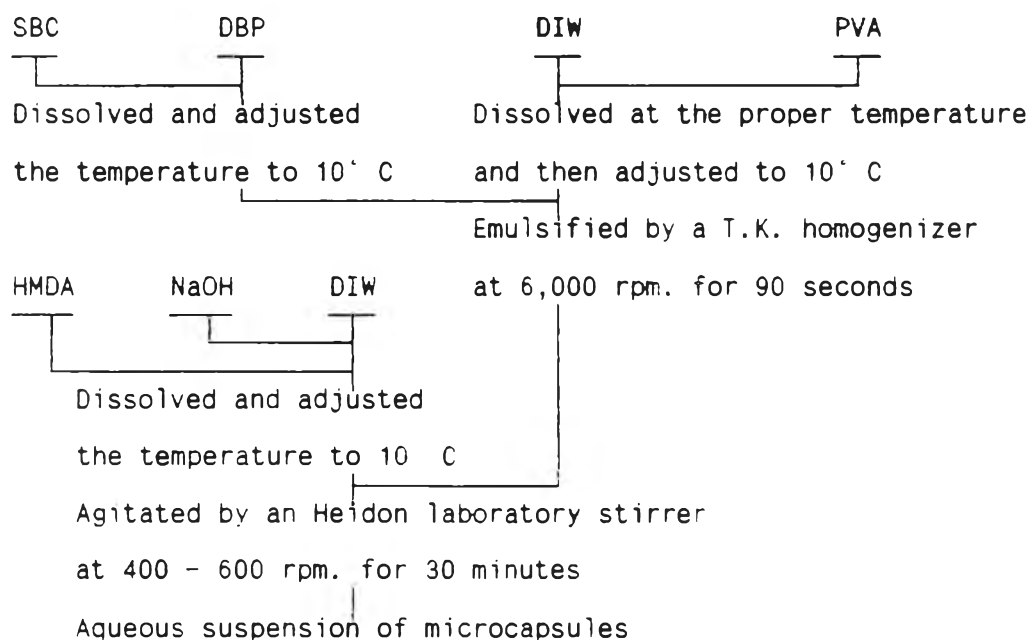 SBC DBP DIW PVA
Dissolved and adjusted Dissolved at the proper temperature
the temperature to 10° C and then adjusted to 10° C
Emulsified by a T.K. homogenizer
HMDA NaOH DIW at 6,000 rpm. for 90 seconds
Dissolved and adjusted
the temperature to 10 C
Agitated by an Heidon laboratory stirrer
at 400 - 600 rpm. for 30 minutes
Aqueous suspension of microcapsules